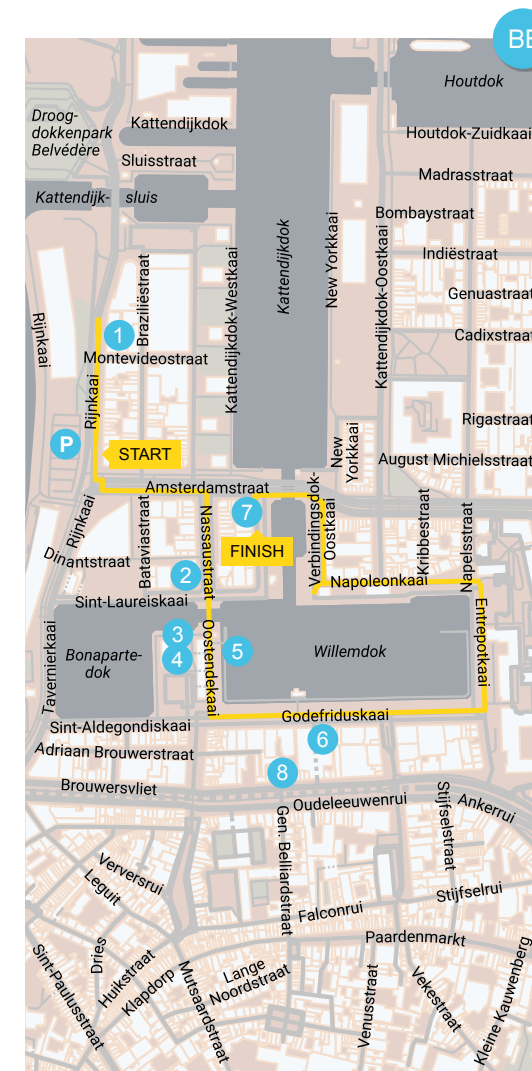 BE
Houtdok
Droog-
dokkenpark
Belvédère
Kattendijkdok
Houtdok-Zuidkaai
Sluisstraat
Madrasstraat
Kattendijk- sluis
Bombaystraat
Kattendijkdok
New Yorkkaai
Kattendijkdok-Oostkaai
Indiëstraat
Braziliëstraat
Kattendijkdok-Westkaai
Genuastraat
Rijnkaai
1
Cadixstraat
Montevideostraat
Rijnkaai
Rigastraat
P
START
New
Yorkkaai
August Michielsstraat
Amsterdamstraat
Rijnkaai
Bataviastraat
Nassaustraat
7
Verbindingsdok-
Oostkaai
Kribbestraat
Napelsstraat
FINISH
Dinantstraat
2
Napoleonkaai
Sint-Laureiskaai
Tavernierkaai
3
Oostendekaai
Entrepotkaai
Bonaparte-
dok
4
5
Willemdok
Godefriduskaai
Sint-Aldegondiskaai
6
Adriaan Brouwerstraat
8
Brouwersvliet
Oudeleeuwenrui
Stijfselstraat
Ankerrui
Gen. Belliardstraat
Ververs­rui
Leguit
Stijfselrui
Falconrui
Paardenmarkt
Sint-Paulusstraat
Dries
Huikstraat
Klapdorp
Mutsaardstraat
Lange
Noordstraat
Venusstraat
Vekestraat
Kleine Kauwenberg